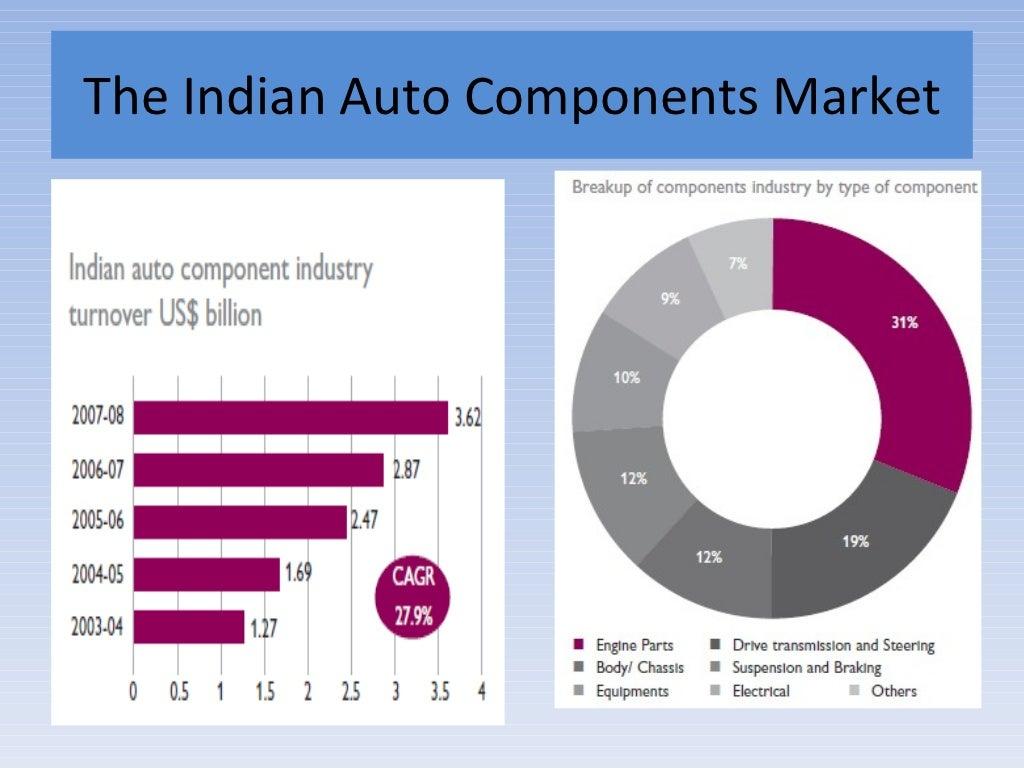 The Indian Auto Components Market
Indian auto component industry
turnover US$ billion
2007-08 3.62
2006-07 2.87
2005-06 2.47
2004-05 1.69
2003-04 1.27
CAGR
27.9%
0 0.5 1 1.5 2 2.5 3 3.5 4
Breakup of components industry by type of component
7%
31%
9%
10%
12%
19%
12%
Engine Parts Drive transmission and Steering
Body/ Chassis Suspension and Braking
Equipments Electrical Others